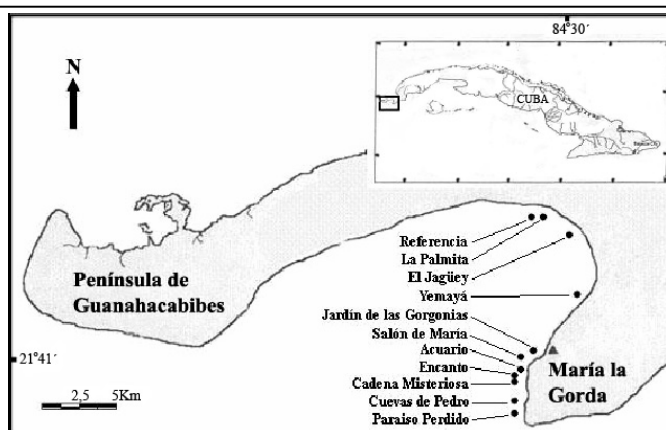 84°30´
N
CUBA
Referencia
La Palmita
El Jagüey
Península de
Guanahacabibes
Yemayá
Jardín de las Gorgonias
Salón de María
Acuario
21°41´
Encanto
María la
Gorda
Cadena Misteriosa
2,5 5Km
Cuevas de Pedro
Paraiso Perdido